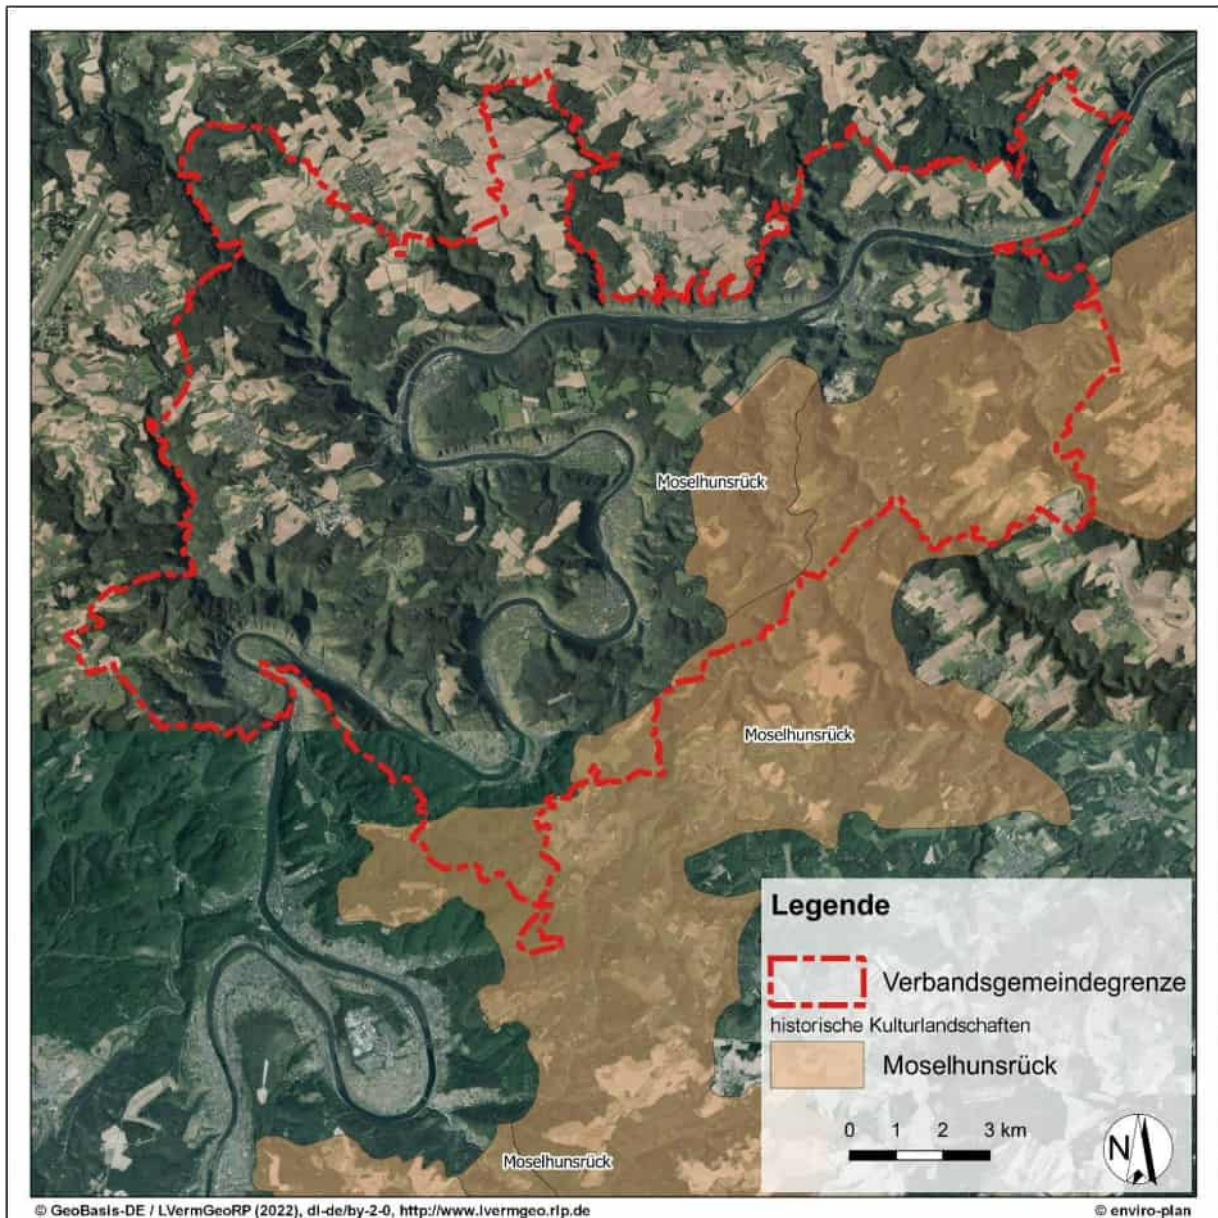 Moselhunsrück
Moselhunsrück
Legende
Verbandsgemeindegrenze
historische Kulturlandschaften
Moselhunsrück
0 1 2 3 km
N
Moselhunsrück
© GeoBasis-DE / LVermGeoRP (2022), dl-de/by-2-0, http://www.lvermgeo.rlp.de
© enviro-plan